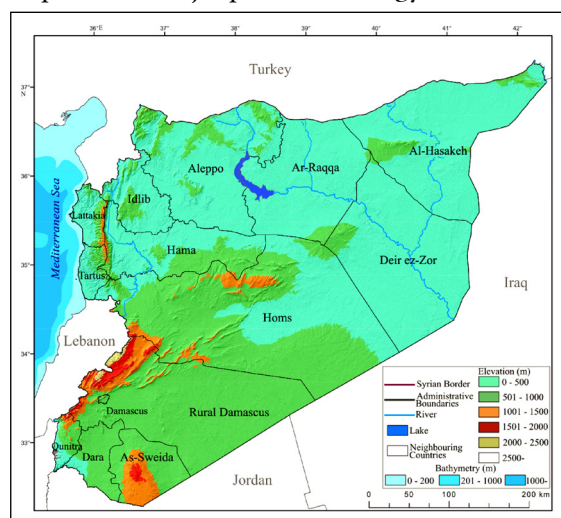 36°E 37° 38° 39° 40° 41° 42°
Turkey
37°
N
Al-Hasakeh
Aleppo
Ar-Raqqa
36°
Idlib
Lattakia
Mediterranean Sea
Hama
Deir ez-Zor
35°
Tartus
Iraq
Homs
Lebanon
34°
Damascus
Rural Damascus
33°
Qunitra
Dara
As-Sweida
Jordan
Syrian Border
Administrative
Boundaries
River
Lake
Neighbouring
Countries
Elevation (m)
0 - 500
501 - 1000
1001 - 1500
1501 - 2000
2000 - 2500
2500-
Bathymetry (m)
0 - 200 201 - 1000 1000-
0 50 100 200 km